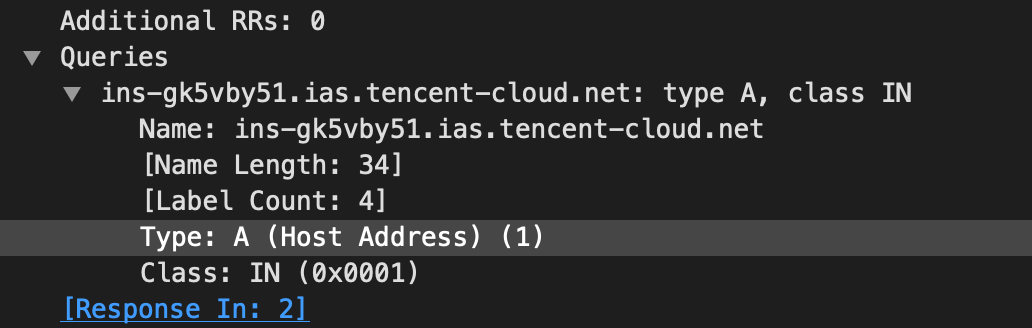 Additional RRs: 0
Queries
ins-gk5vby51.ias.tencent-cloud.net: type A, class IN
Name: ins-gk5vby51.ias.tencent-cloud.net
[Name Length: 34]
[Label Count: 4]
Type: A (Host Address) (1)
Class: IN (0x0001)
[Response In: 2]